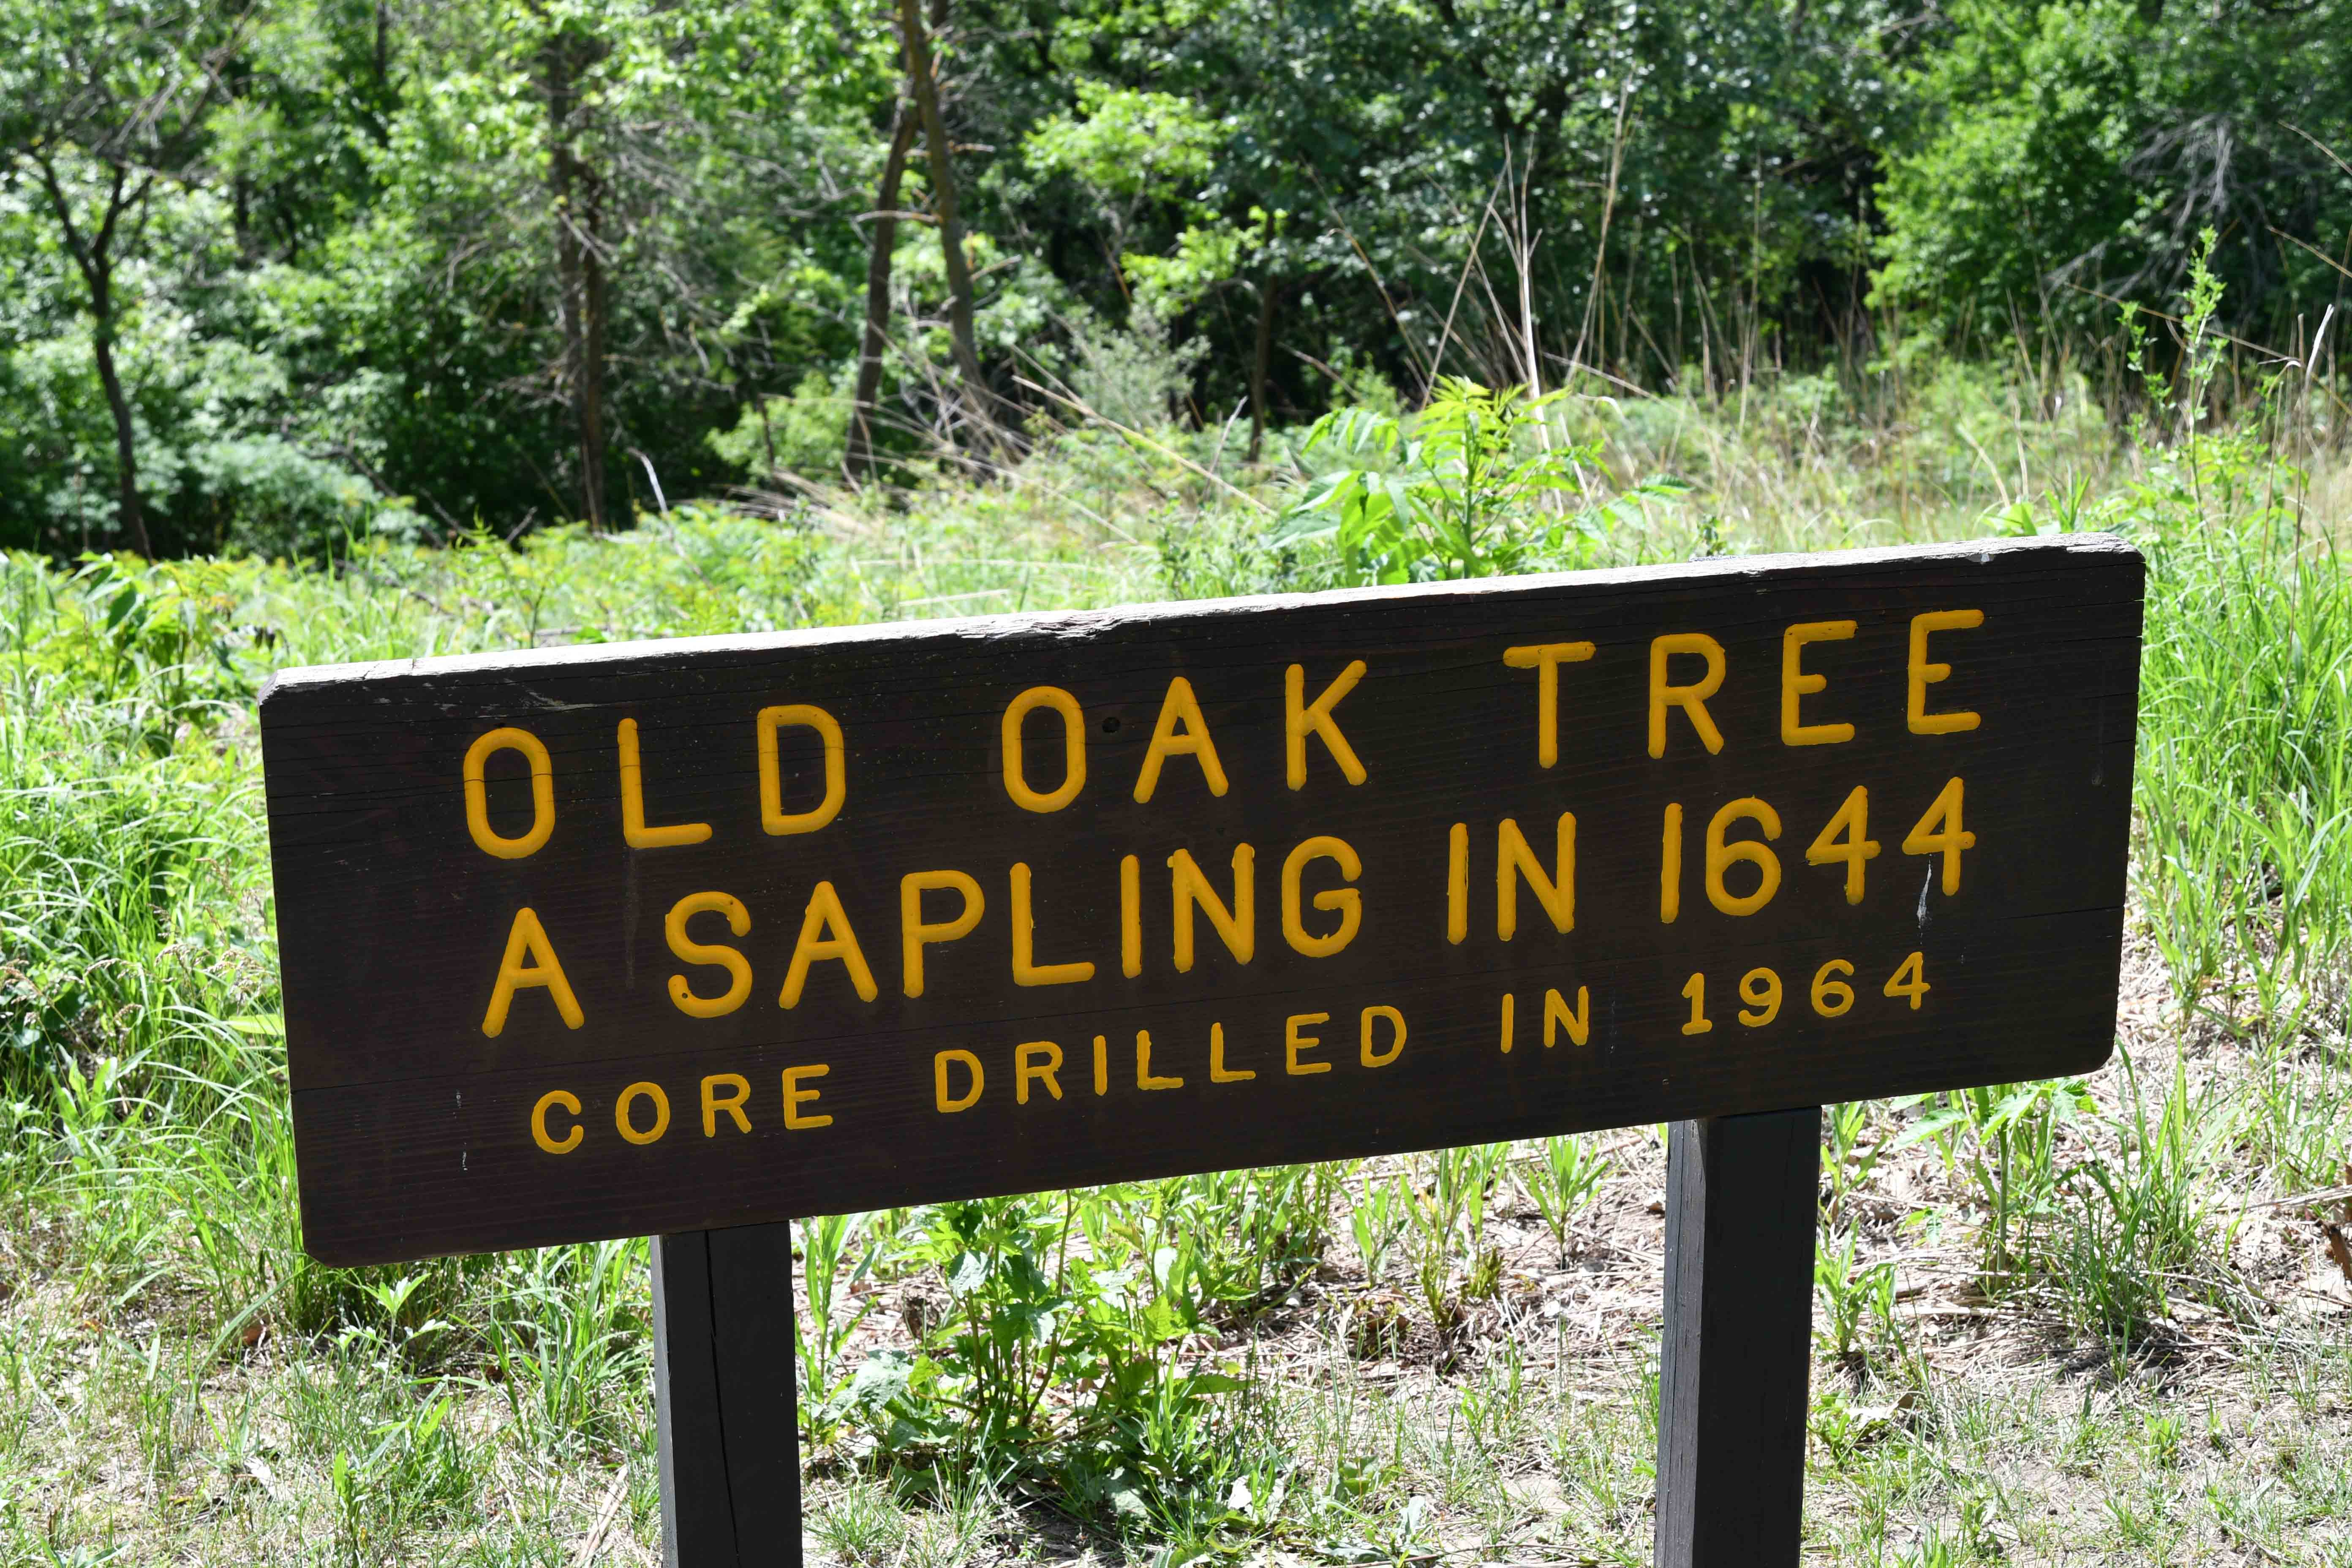 OLD OAK TREE
A SAPLING IN 1644
CORE DRILLED IN 1964